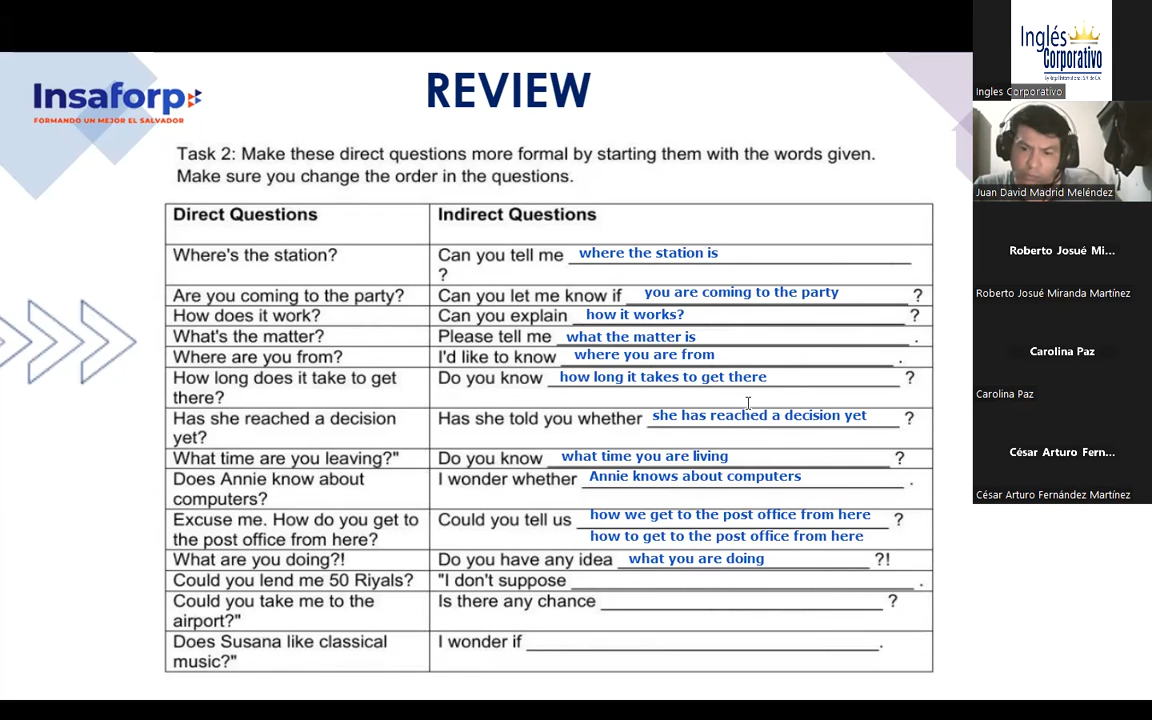 Insaforp
FORMANDO UN MEJOR EL SALVADOR
REVIEW
Task 2: Make these direct questions more formal by starting them with the words given.
Make sure you change the order in the questions.
Direct Questions
Indirect Questions
Where's the station?
Can you tell me where the station is
?
Are you coming to the party?
Can you let me know if you are coming to the party ?
How does it work?
Can you explain how it works? ?
What's the matter?
Please tell me what the matter is .
Where are you from?
I'd like to know where you are from .
How long does it take to get
there?
Do you know how long it takes to get there ?
Has she reached a decision
yet?
Has she told you whether she has reached a decision yet ?
What time are you leaving?"
Do you know what time you are living ?
Does Annie know about
computers?
I wonder whether Annie knows about computers .
Excuse me. How do you get to
the post office from here?
Could you tell us how we get to the post office from here ?
how to get to the post office from here
What are you doing?!
Do you have any idea what you are doing ?!
Could you lend me 50 Riyals?
"I don't suppose .
Could you take me to the
airport?"
Is there any chance ?
Does Susana like classical
music?"
I wonder if .
Inglés
Corporativo
Ingles Corporativo
Juan David Madrid Meléndez
Roberto Josué Mi...
Roberto Josué Miranda Martínez
Carolina Paz
Carolina Paz
César Arturo Fern...
César Arturo Fernández Martínez